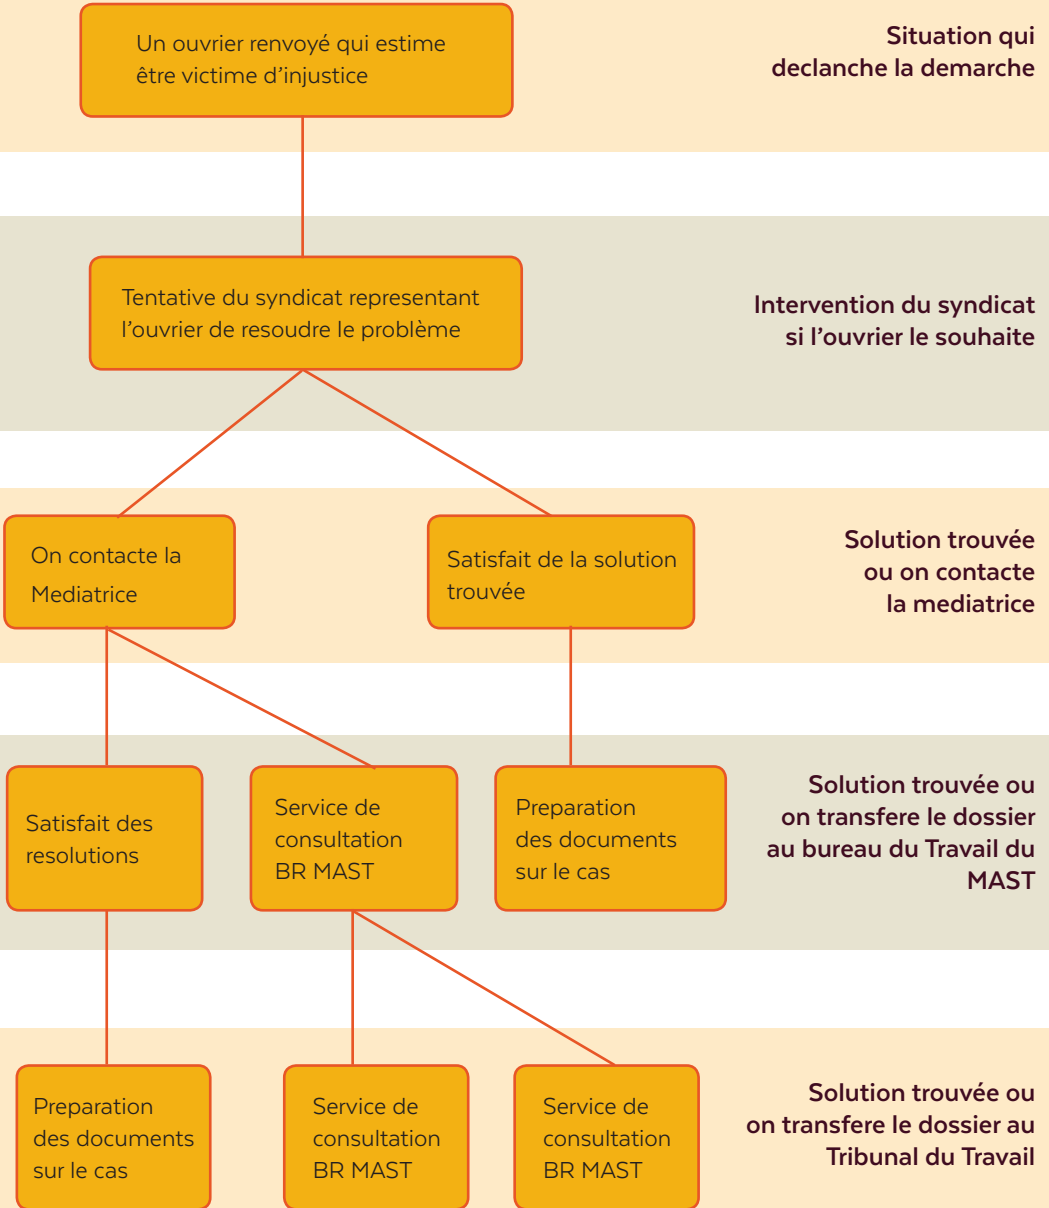 Un ouvrier renvoyé qui estime
être victime d’injustice
Situation qui
declanche la demarche
Tentative du syndicat representant
l’ouvrier de resoudre le problème
Intervention du syndicat
si l’ouvrier le souhaite
On contacte la
Mediatrice
Satisfait de la solution
trouvée
Solution trouvée
ou on contacte
la mediatrice
Satisfait des
resolutions
Service de
consultation
BR MAST
Preparation
des documents
sur le cas
Solution trouvée ou
on transfere le dossier
au bureau du Travail du
MAST
Preparation
des documents
sur le cas
Service de
consultation
BR MAST
Service de
consultation
BR MAST
Solution trouvée ou
on transfere le dossier au
Tribunal du Travail